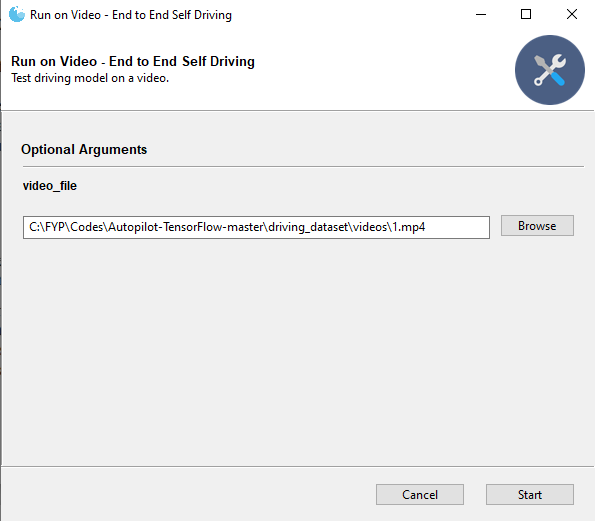 Run on Video - End to End Self Driving
Run on Video - End to End Self Driving
Test driving model on a video.
Optional Arguments
video_file
C:\FYP\Codes\Autopilot-TensorFlow-master\driving_dataset\videos\1.mp4
Browse
Cancel
Start